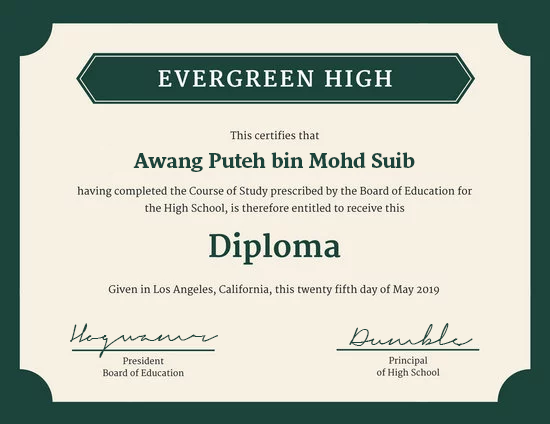 EVERGREEN HIGH
This certifies that
Awang Puteh bin Mohd Suib
having completed the Course of Study prescribed by the Board of Education for
the High School, is therefore entitled to receive this
Diploma
Given in Los Angeles, California, this twenty fifth day of May 2019
Dumble
President
Board of Education
Principal
of High School